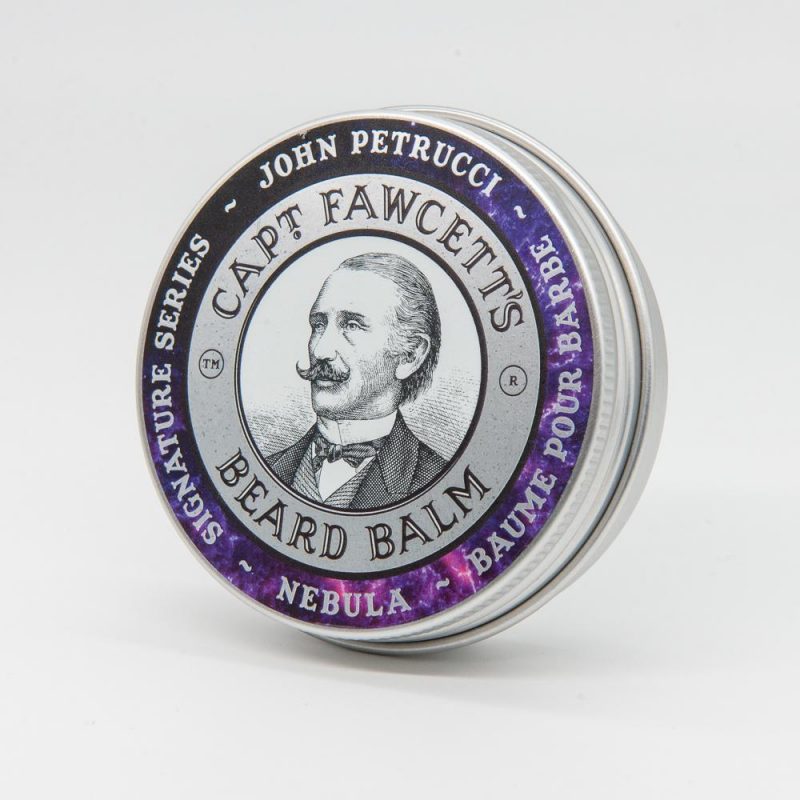 SIGNATURE SERIES ~ JOHN PETRUCCI ~ BAUME POUR BARBE ~ NEBULA ~
CAPT. FAWCETT'S
TM
R
BEARD BALM